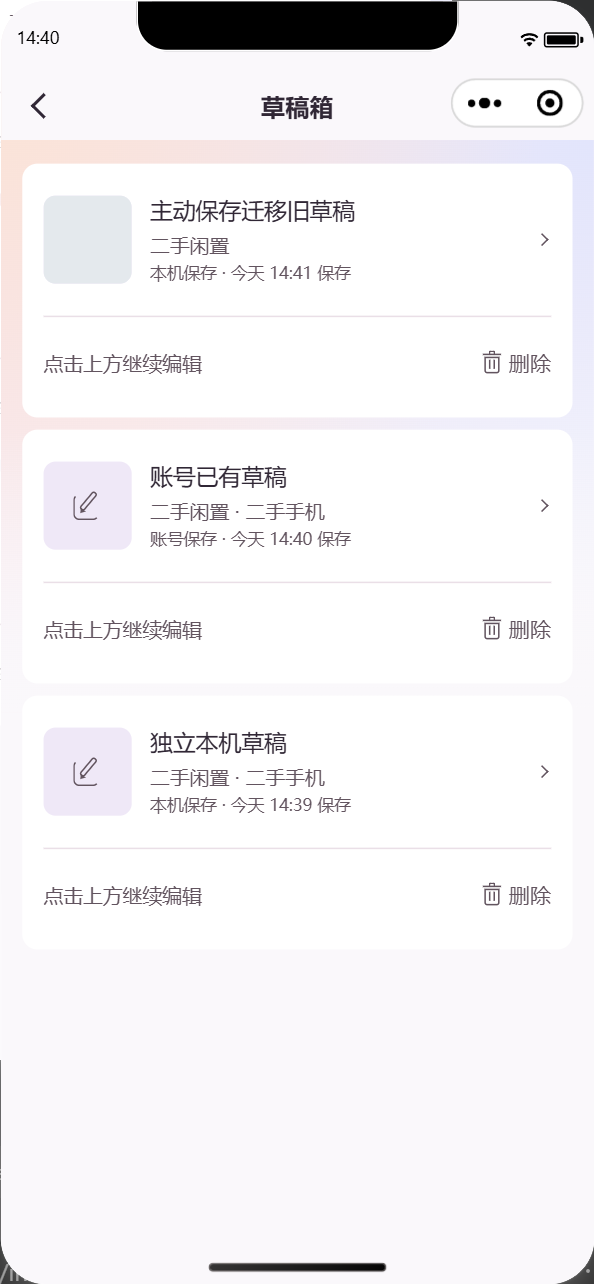 14:40
草稿箱
主动保存迁移旧草稿
二手闲置
本机保存 · 今天 14:41 保存
点击上方继续编辑
删除
账号已有草稿
二手闲置 · 二手手机
账号保存 · 今天 14:40 保存
点击上方继续编辑
删除
独立本机草稿
二手闲置 · 二手手机
本机保存 · 今天 14:39 保存
点击上方继续编辑
删除